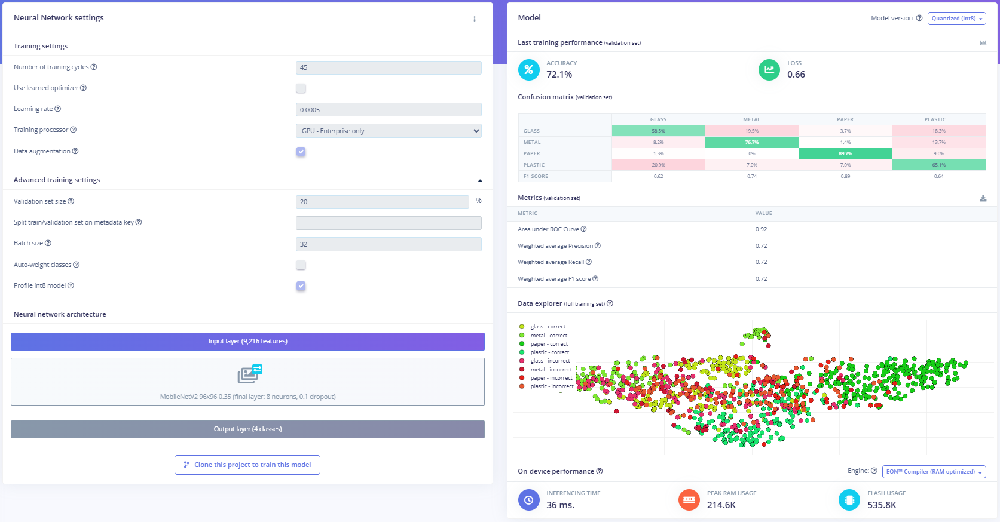 Neural Network settings
Training settings
Number of training cycles
45
Use learned optimizer
Learning rate
0.0005
Training processor
GPU - Enterprise only
Data augmentation
Advanced training settings
Validation set size
20 %
Split train/validation set on metadata key
Batch size
32
Auto-weight classes
Profile int8 model
Neural network architecture
Input layer (9,216 features)
MobileNetV2 96x96 0.35 (final layer: 8 neurons, 0.1 dropout)
Output layer (4 classes)
Clone this project to train this model
Model
Model version: Quantized (int8)
Last training performance (validation set)
% ACCURACY
72.1%
LOSS
0.66
Confusion matrix (validation set)
GLASS METAL PAPER PLASTIC
GLASS 58.5% 19.5% 3.7% 18.3%
METAL 8.2% 76.7% 1.4% 13.7%
PAPER 1.3% 0% 89.7% 9.0%
PLASTIC 20.9% 7.0% 7.0% 65.1%
F1 SCORE 0.62 0.74 0.89 0.64
Metrics (validation set)
METRIC VALUE
Area under ROC Curve 0.92
Weighted average Precision 0.72
Weighted average Recall 0.72
Weighted average F1 score 0.72
Data explorer (full training set)
glass - correct
metal - correct
paper - correct
plastic - correct
glass - incorrect
metal - incorrect
paper - incorrect
plastic - incorrect
On-device performance
Engine: EON™ Compiler (RAM optimized)
INFERENCING TIME
36 ms.
PEAK RAM USAGE
214.6K
FLASH USAGE
535.8K